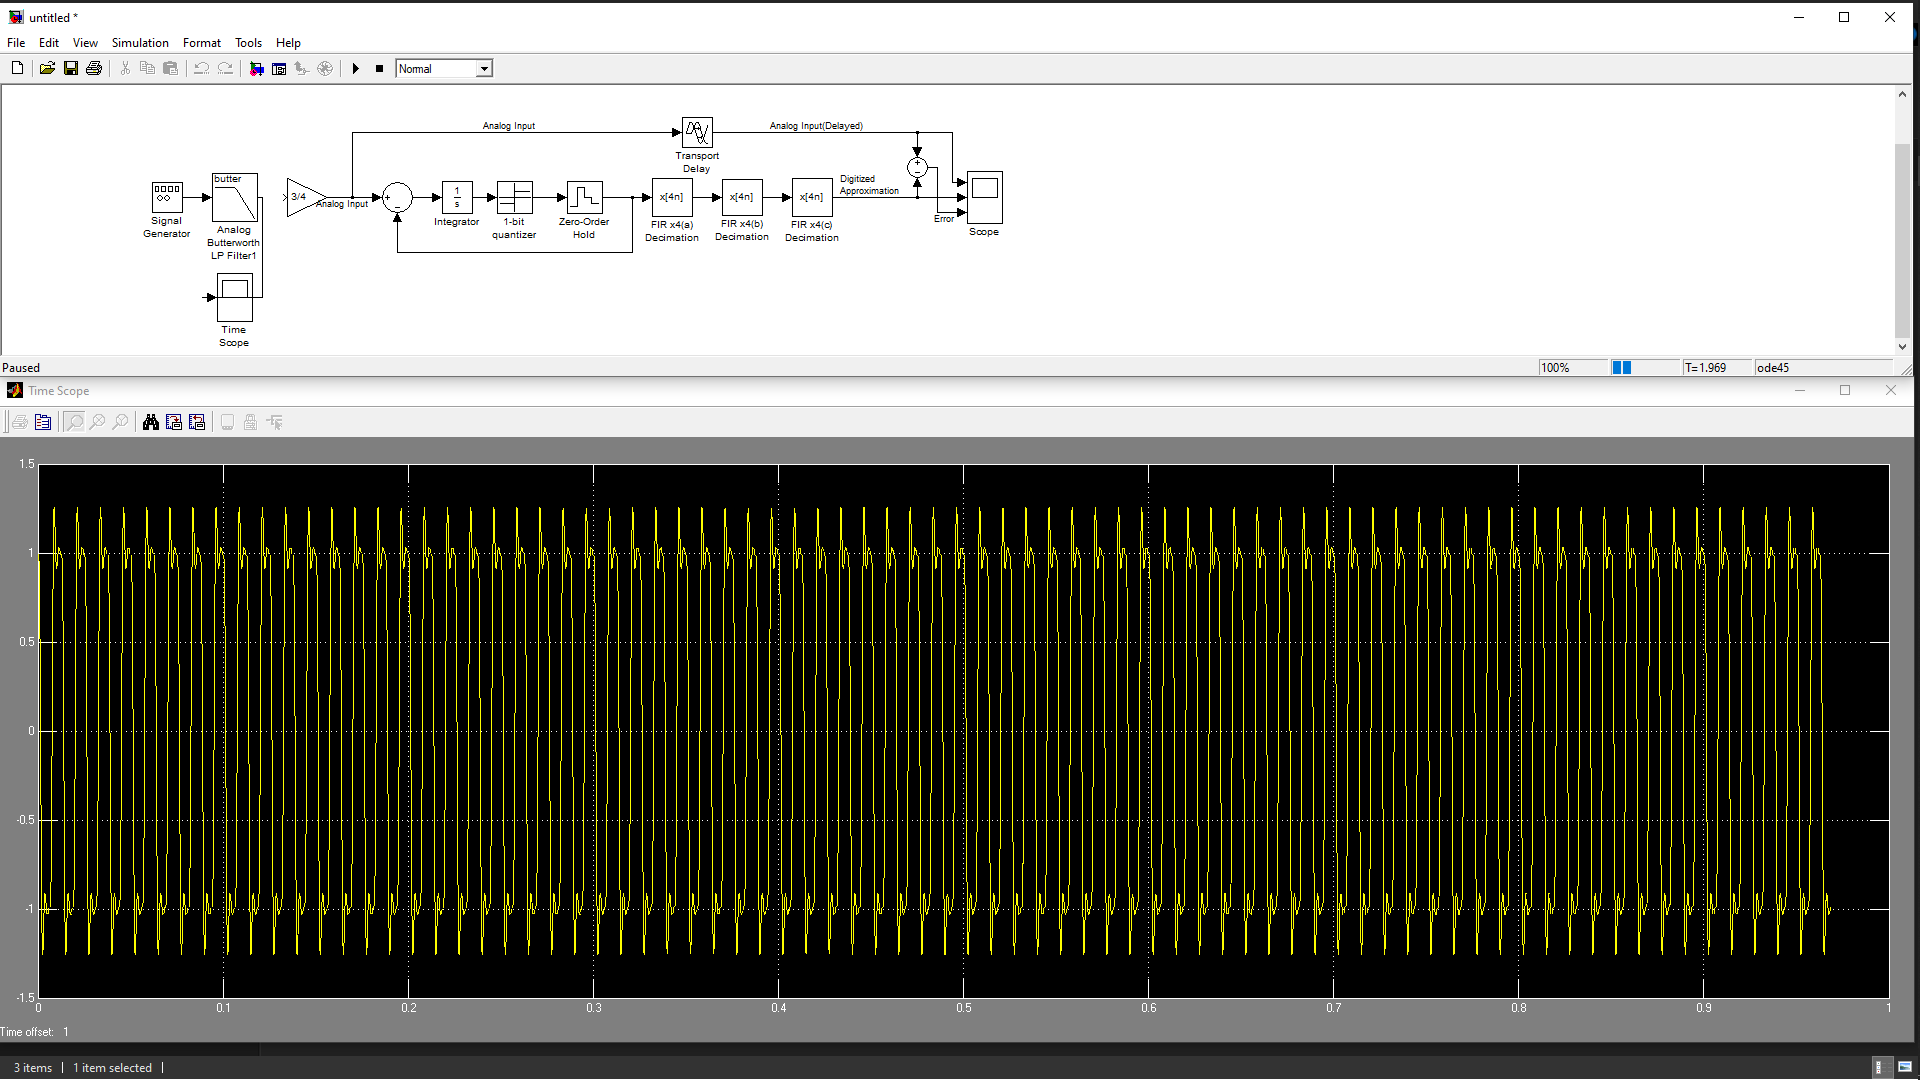 untitled *
File Edit View Simulation Format Tools Help
Normal
Analog Input
Analog Input(Delayed)
Transport
Delay
butter
3/4
Analog Input
+
−
1
s
x[4n]
x[4n]
x[4n]
Digitized
Approximation
+
−
Error
Signal
Generator
Analog
Butterworth
LP Filter1
Integrator
1-bit
quantizer
Zero-Order
Hold
FIR x4(a)
Decimation
FIR x4(b)
Decimation
FIR x4(c)
Decimation
Scope
Time
Scope
Paused
100%
T=1.969
ode45
Time Scope
1.5
1
0.5
0
-0.5
-1
-1.5
0 0.1 0.2 0.3 0.4 0.5 0.6 0.7 0.8 0.9 1
Time offset: 1
3 items | 1 item selected |